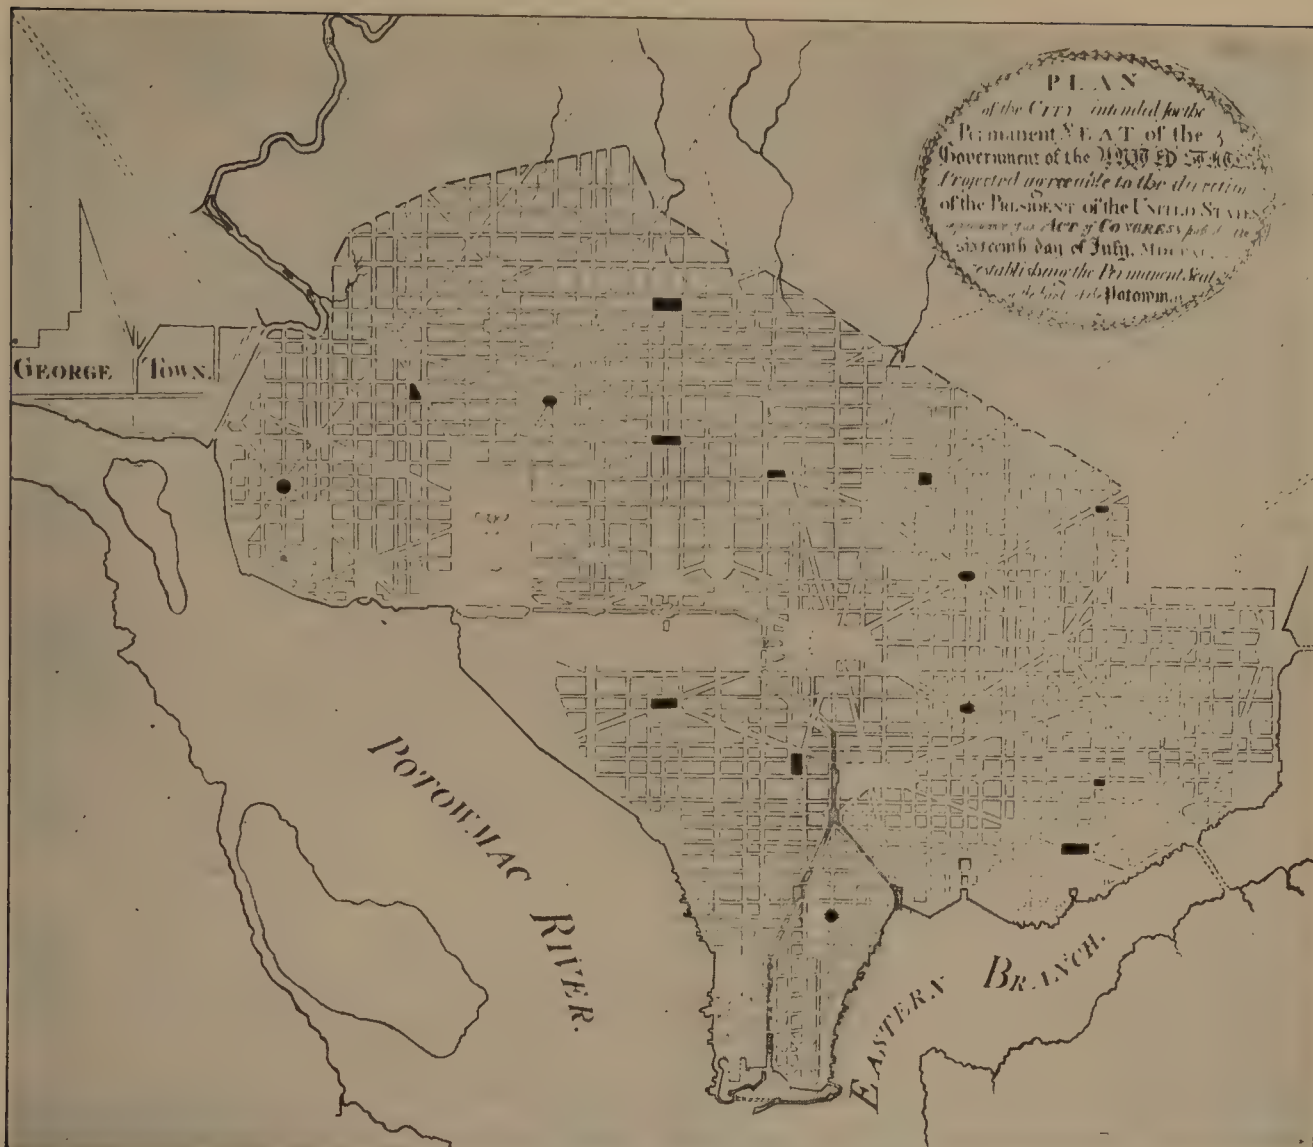 PLAN
of the CITY intended for the
Permanent SEAT of the
Government of the UNITED STATES
Projected agreeable to the direction
of the PRESIDENT of the UNITED STATES
ACT of CONGRESS
sixteenth day of July,
establishing the Permanent Seat
Potowmac
GEORGE TOWN.
POTOWMAC RIVER.
EASTERN BRANCH.